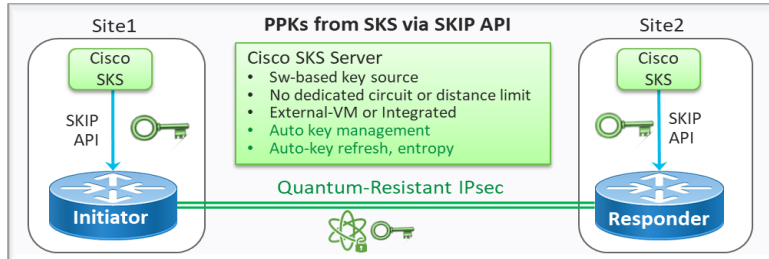 Site1
PPKs from SKS via SKIP API
Site2
Cisco
SKS
Cisco SKS Server
• Sw-based key source
• No dedicated circuit or distance limit
• External-VM or Integrated
• Auto key management
• Auto-key refresh, entropy
Cisco
SKS
SKIP
API
SKIP
API
Quantum-Resistant IPsec
Initiator
Responder